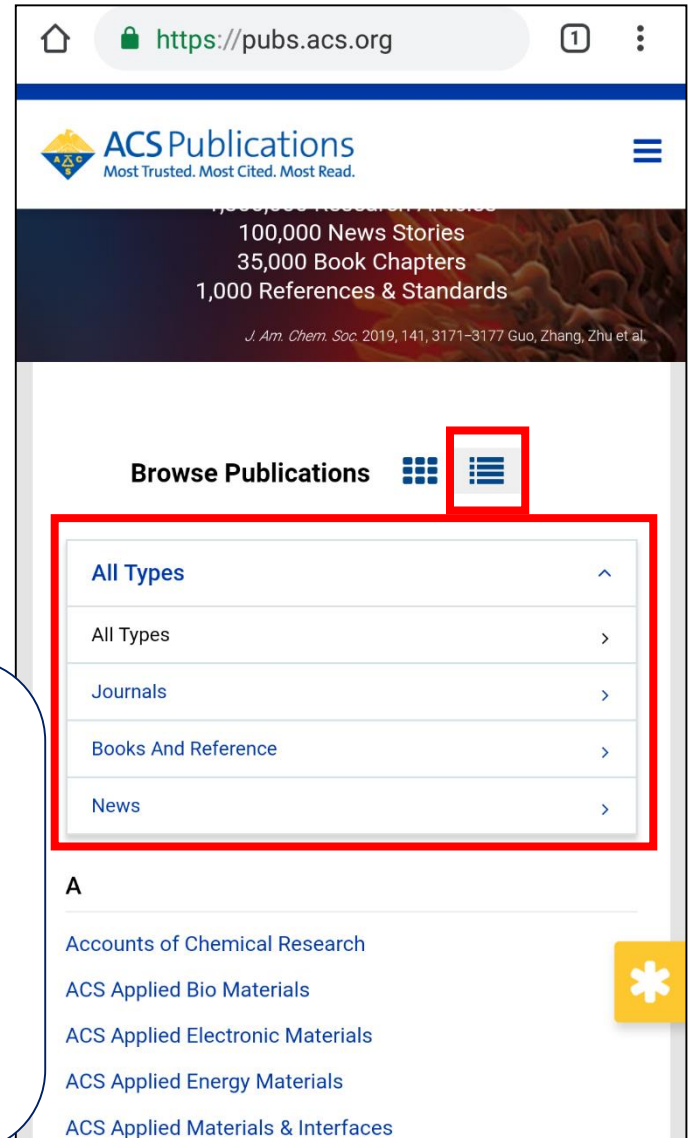 https://pubs.acs.org
1
ACS Publications
Most Trusted. Most Cited. Most Read.
A C S
100,000 News Stories
35,000 Book Chapters
1,000 References & Standards
J. Am. Chem. Soc. 2019, 141, 3171–3177 Guo, Zhang, Zhu et al.
Browse Publications
All Types
All Types
Journals
Books And Reference
News
A
Accounts of Chemical Research
ACS Applied Bio Materials
ACS Applied Electronic Materials
ACS Applied Energy Materials
ACS Applied Materials & Interfaces